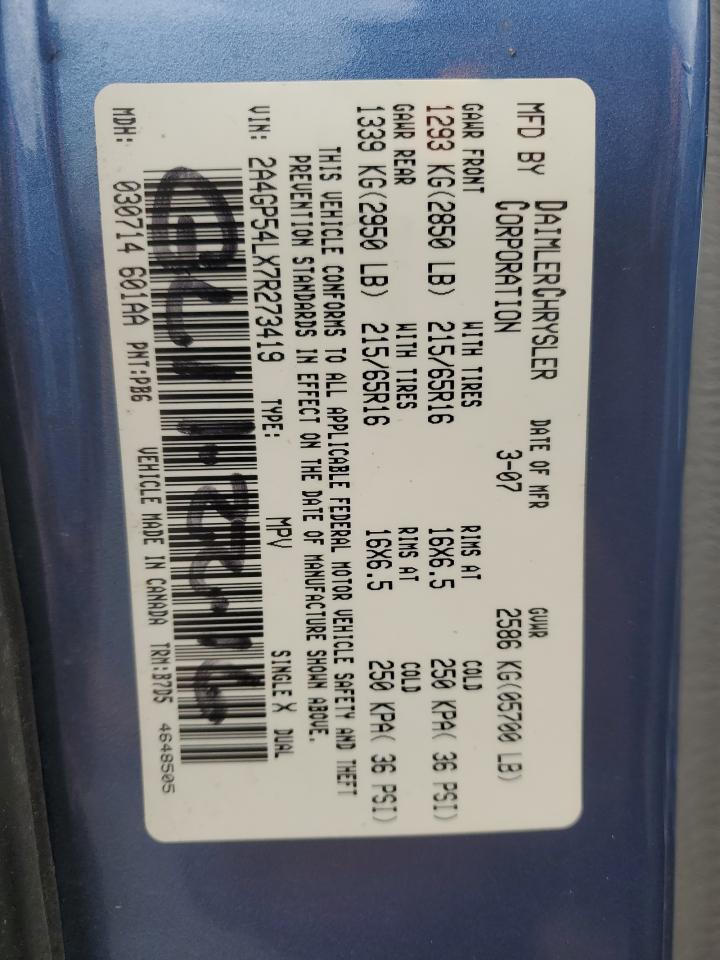 MFD BY DAIMLERCHRYSLER CORPORATION DATE OF MFR 3-07 GVWR 2586 KG(05700 LB)
GAWR FRONT WITH TIRES RIMS AT COLD
1293 KG(2850 LB) 215/65R16 16X6.5 250 KPA( 36 PSI)
GAWR REAR WITH TIRES RIMS AT COLD
1339 KG(2950 LB) 215/65R16 16X6.5 250 KPA( 36 PSI)
THIS VEHICLE CONFORMS TO ALL APPLICABLE FEDERAL MOTOR VEHICLE SAFETY AND THEFT
PREVENTION STANDARDS IN EFFECT ON THE DATE OF MANUFACTURE SHOWN ABOVE.
VIN: 2A4GP54LX7R273419 TYPE: MPV SINGLE X DUAL
MDH: 030714 601AA PNT:PB6 VEHICLE MADE IN CANADA TRM:B7D5 4648505